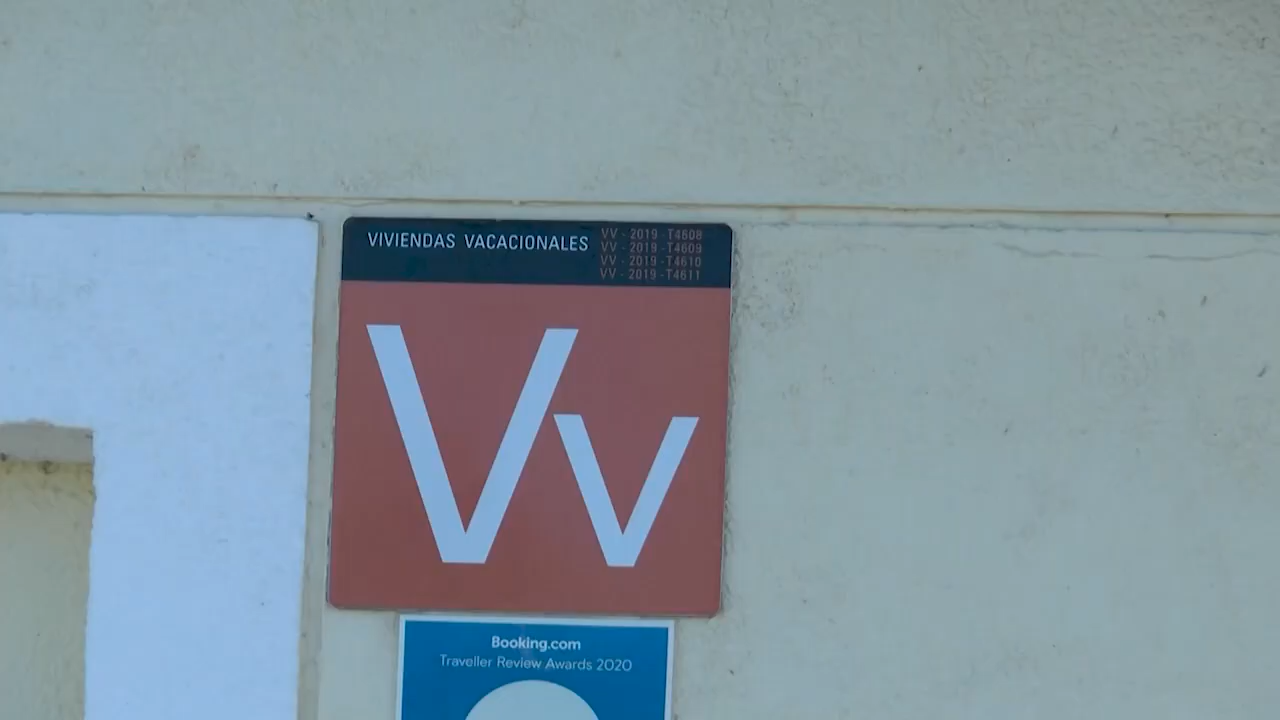 VIVIENDAS VACACIONALES
VV - 2019 - T4608
VV - 2019 - T4609
VV - 2019 - T4610
VV - 2019 - T4611
Vv
Booking.com
Traveller Review Awards 2020